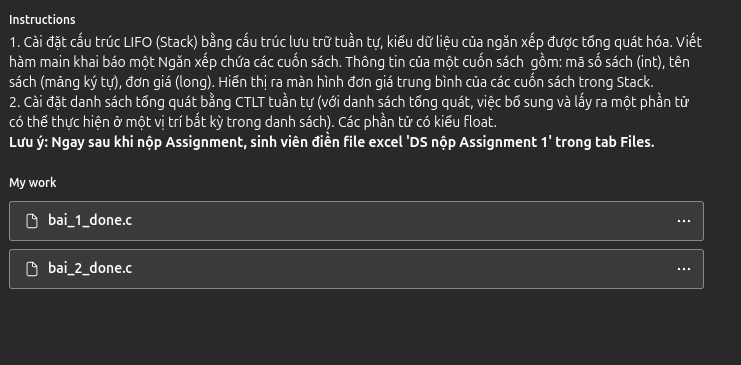 Instructions
1. Cài đặt cấu trúc LIFO (Stack) bằng cấu trúc lưu trữ tuần tự, kiểu dữ liệu của ngăn xếp được tổng quát hóa. Viết
hàm main khai báo một Ngăn xếp chứa các cuốn sách. Thông tin của một cuốn sách  gồm: mã số sách (int), tên
sách (mảng ký tự), đơn giá (long). Hiển thị ra màn hình đơn giá trung bình của các cuốn sách trong Stack.
2. Cài đặt danh sách tổng quát bằng CTLT tuần tự (với danh sách tổng quát, việc bổ sung và lấy ra một phần tử
có thể thực hiện ở một vị trí bất kỳ trong danh sách). Các phần tử có kiểu float.
Lưu ý: Ngay sau khi nộp Assignment, sinh viên điền file excel 'DS nộp Assignment 1' trong tab Files.
My work
bai_1_done.c
bai_2_done.c